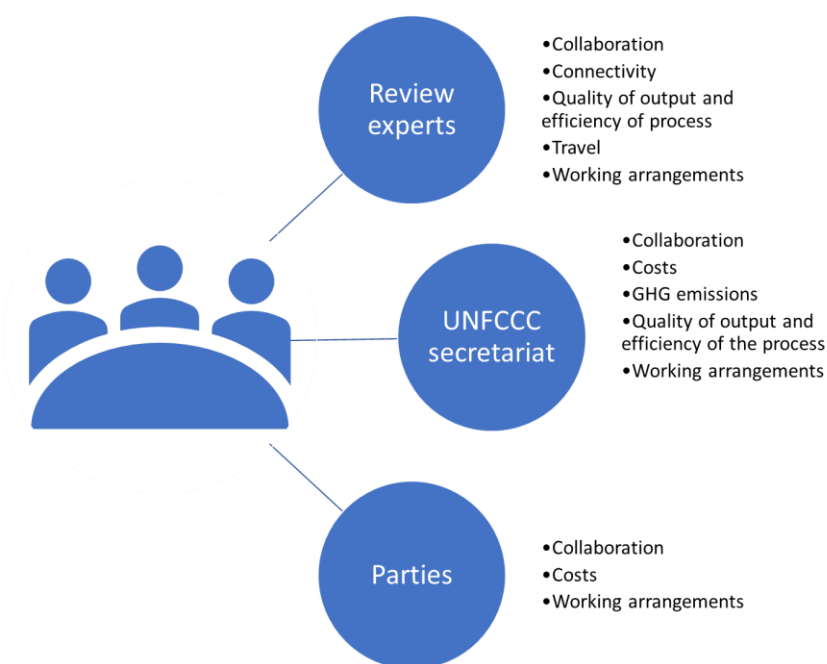 Review
experts
•Collaboration
•Connectivity
•Quality of output and
efficiency of process
•Travel
•Working arrangements
UNFCCC
secretariat
•Collaboration
•Costs
•GHG emissions
•Quality of output and
efficiency of the process
•Working arrangements
Parties
•Collaboration
•Costs
•Working arrangements